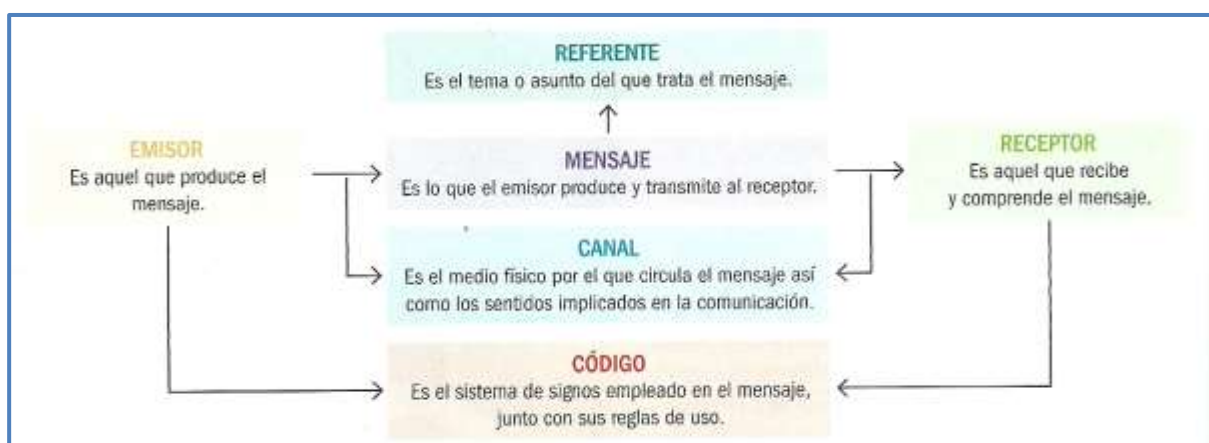 REFERENTE
Es el tema o asunto del que trata el mensaje.
EMISOR
Es aquel que produce el
mensaje.
MENSAJE
Es lo que el emisor produce y transmite al receptor.
RECEPTOR
Es aquel que recibe
y comprende el mensaje.
CANAL
Es el medio físico por el que circula el mensaje así
como los sentidos implicados en la comunicación.
CÓDIGO
Es el sistema de signos empleado en el mensaje,
junto con sus reglas de uso.